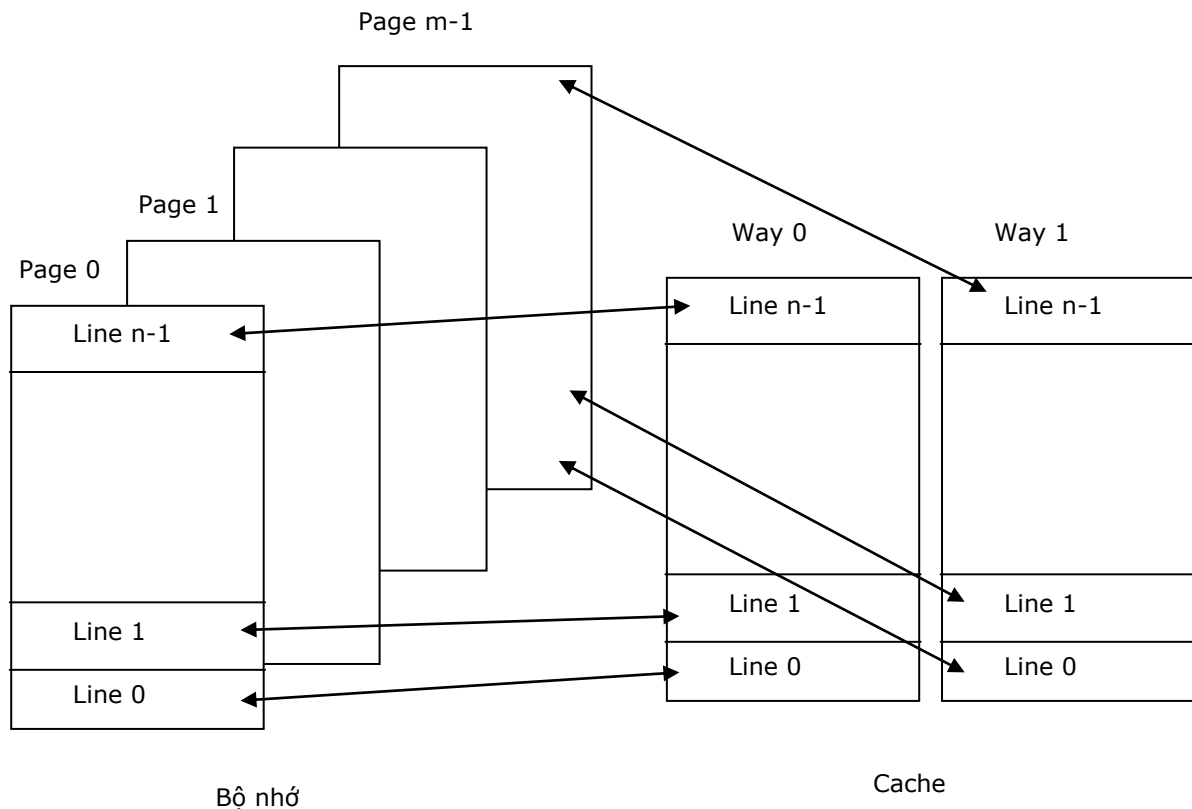 Page m-1
Page 1
Page 0
Way 0
Way 1
Line n-1
Line n-1
Line n-1
Line 1
Line 1
Line 1
Line 0
Line 0
Line 0
Bộ nhớ
Cache